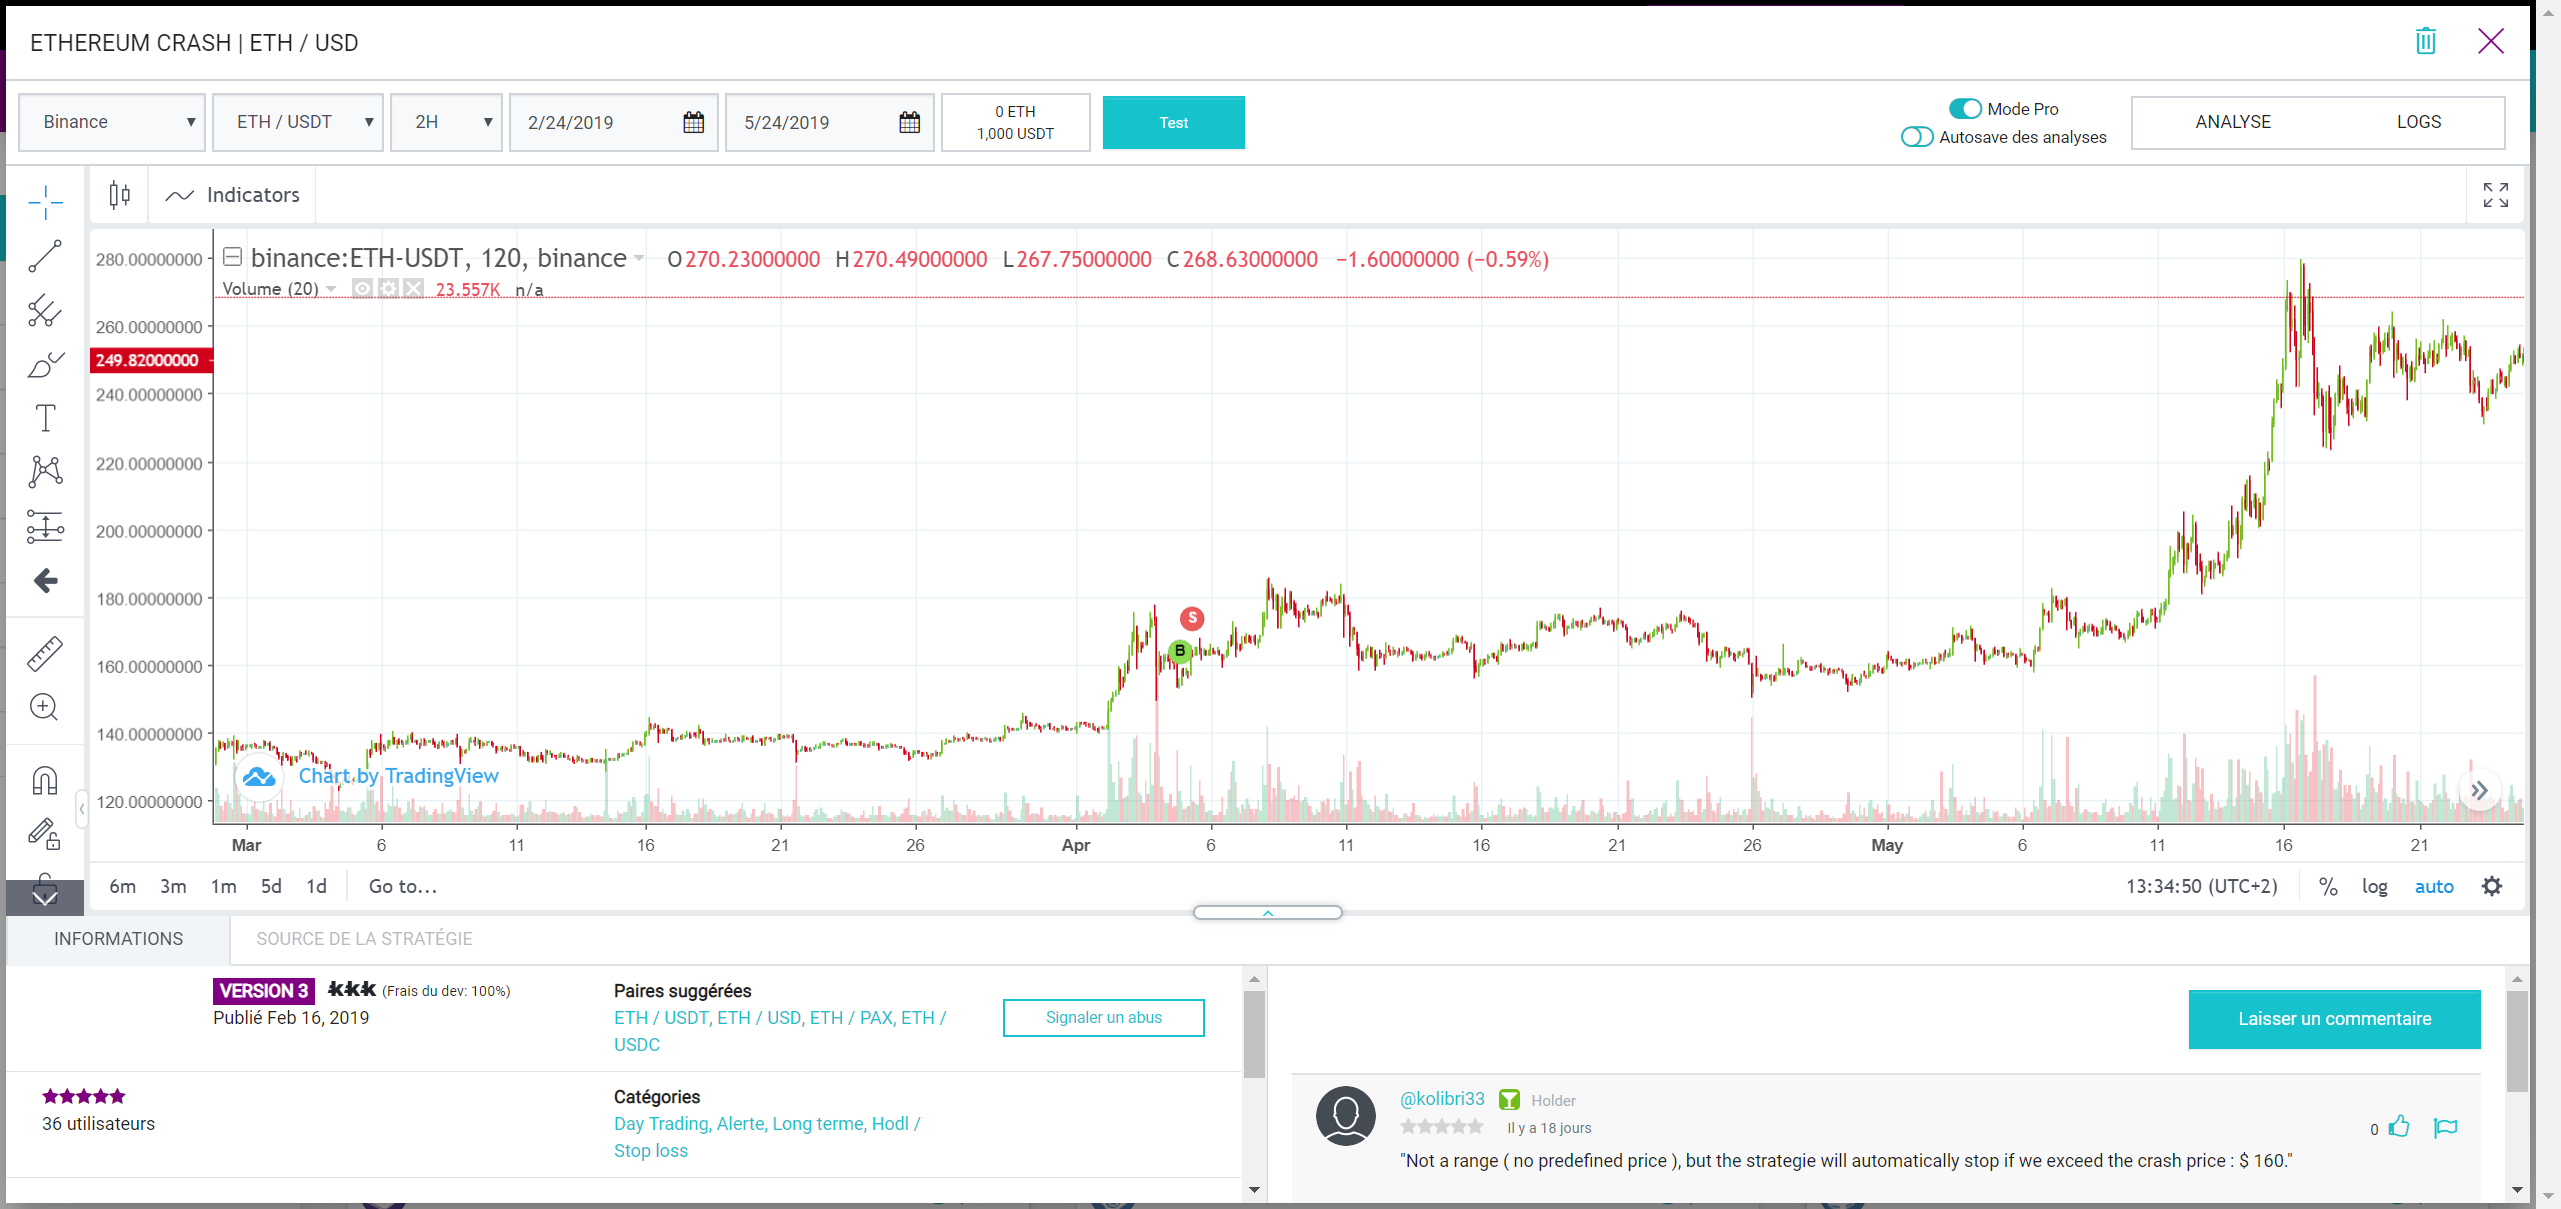 ETHEREUM CRASH | ETH / USD
Binance ETH / USDT 2H 2/24/2019 5/24/2019
0 ETH
1,000 USDT
Test
Mode Pro
Autosave des analyses
ANALYSE LOGS
Indicators
binance:ETH-USDT, 120, binance O270.23000000 H270.49000000 L267.75000000 C268.63000000 −1.60000000 (−0.59%)
Volume (20) 23.557K n/a
280.00000000
260.00000000
249.82000000
240.00000000
220.00000000
200.00000000
180.00000000
160.00000000
140.00000000
120.00000000
S
B
Chart by TradingView
Mar 6 11 16 21 26 Apr 6 11 16 21 26 May 6 11 16 21
6m 3m 1m 5d 1d Go to... 13:34:50 (UTC+2) % log auto
INFORMATIONS SOURCE DE LA STRATÉGIE
VERSION 3 kkk (Frais du dev: 100%)
Publié Feb 16, 2019
Paires suggérées
ETH / USDT, ETH / USD, ETH / PAX, ETH /
USDC
Signaler un abus
36 utilisateurs
Catégories
Day Trading, Alerte, Long terme, Hodl /
Stop loss
Laisser un commentaire
@kolibri33 Holder
Il y a 18 jours
0
"Not a range ( no predefined price ), but the strategie will automatically stop if we exceed the crash price : $ 160."